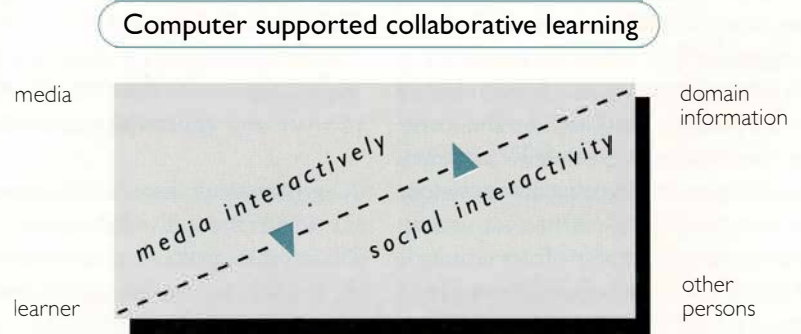 Computer supported collaborative learning
media
domain
information
media interactively
social interactivity
learner
other
persons